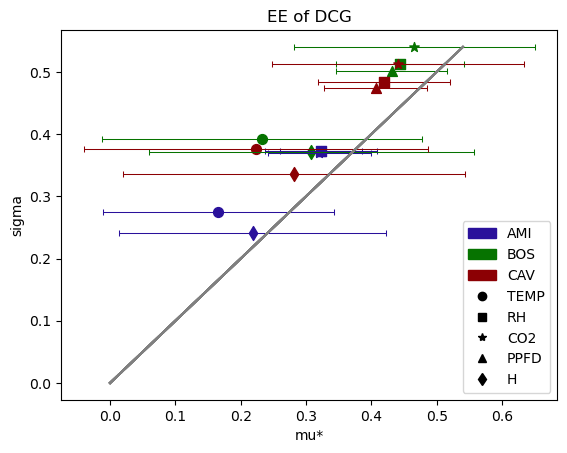 EE of DCG
sigma
0.5
0.4
0.3
0.2
0.1
0.0
AMI
BOS
CAV
TEMP
RH
CO2
PPFD
H
0.0 0.1 0.2 0.3 0.4 0.5 0.6
mu*